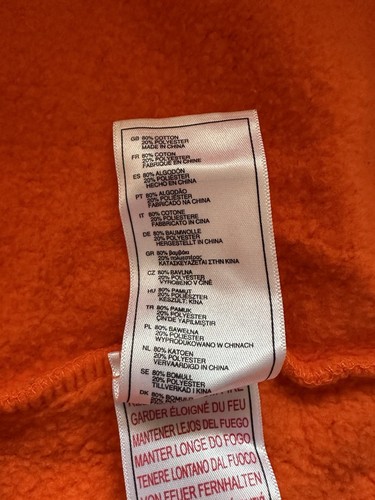 GB 80% COTTON
20% POLYESTER
MADE IN CHINA
FR 80% COTON
20% POLYESTER
FABRIQUE EN CHINE
ES 80% ALGODÓN
20% POLIÉSTER
HECHO EN CHINA
PT 80% ALGODÃO
20% POLIÉSTER
FABRICADO NA CHINA
IT 80% COTONE
20% POLIESTERE
FABBRICATO IN CINA
DE 80% BAUMWOLLE
20% POLYESTER
HERGESTELLT IN CHINA
GR 80% βαμβάκι
20% πολυεστέρας
ΚΑΤΑΣΚΕΥΑΖΕΤΑΙ ΣΤΗΝ ΚΙΝΑ
CZ 80% BAVLNA
20% POLYESTER
VYROBENO V ČÍNĚ
HU 80% PAMUT
20% POLIÉSZTER
KÉSZÜLT: KÍNA
TR 80% PAMUK
20% POLYESTER
ÇİN'DE YAPILMIŞTIR
PL 80% BAWEŁNA
20% POLIESTER
WYPRODUKOWANO W CHINACH
NL 80% KATOEN
20% POLYESTER
VERVAARDIGD IN CHINA
SE 80% BOMULL
20% POLYESTER
TILLVERKAD I KINA
DK 80% BOMULD
GARDER ÉLOIGNÉ DU FEU
MANTENER LEJOS DEL FUEGO
MANTER LONGE DO FOGO
TENERE LONTANO DAL FUOCO
VON FEUER FERNHALTEN